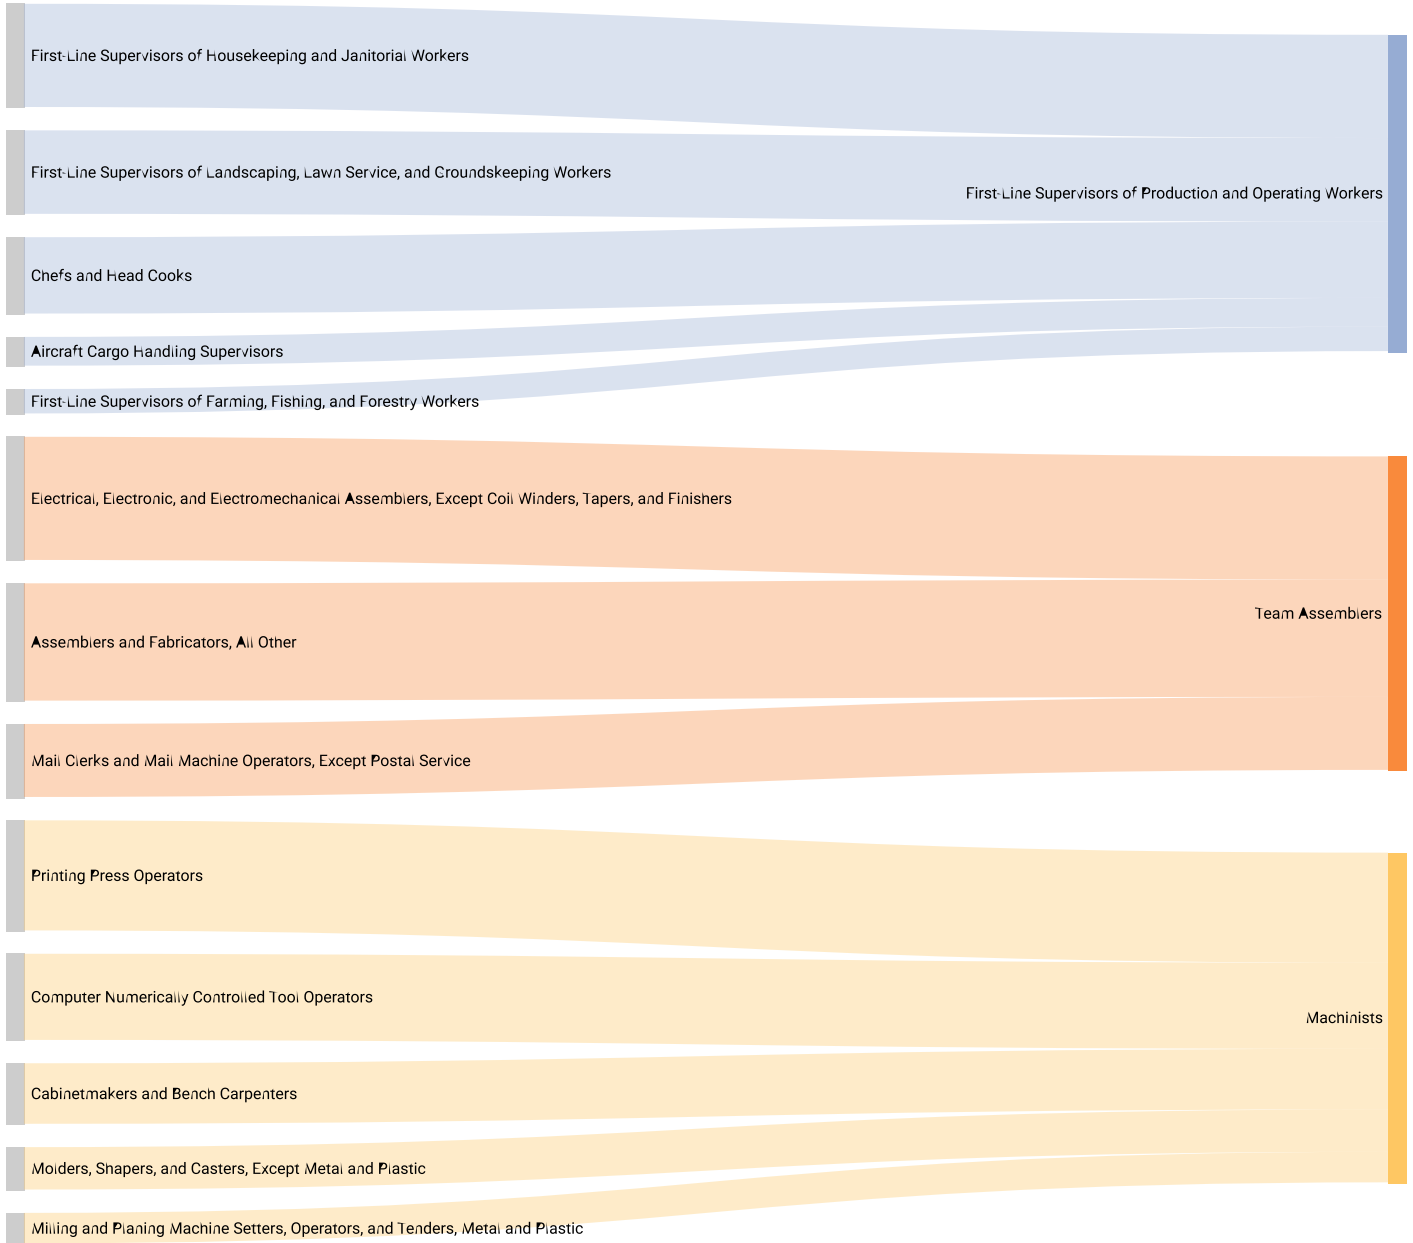 First-Line Supervisors of Housekeeping and Janitorial Workers
First-Line Supervisors of Landscaping, Lawn Service, and Groundskeeping Workers
First-Line Supervisors of Production and Operating Workers
Chefs and Head Cooks
Aircraft Cargo Handling Supervisors
First-Line Supervisors of Farming, Fishing, and Forestry Workers
Electrical, Electronic, and Electromechanical Assemblers, Except Coil Winders, Tapers, and Finishers
Team Assemblers
Assemblers and Fabricators, All Other
Mail Clerks and Mail Machine Operators, Except Postal Service
Printing Press Operators
Computer Numerically Controlled Tool Operators
Machinists
Cabinetmakers and Bench Carpenters
Molders, Shapers, and Casters, Except Metal and Plastic
Milling and Planing Machine Setters, Operators, and Tenders, Metal and Plastic